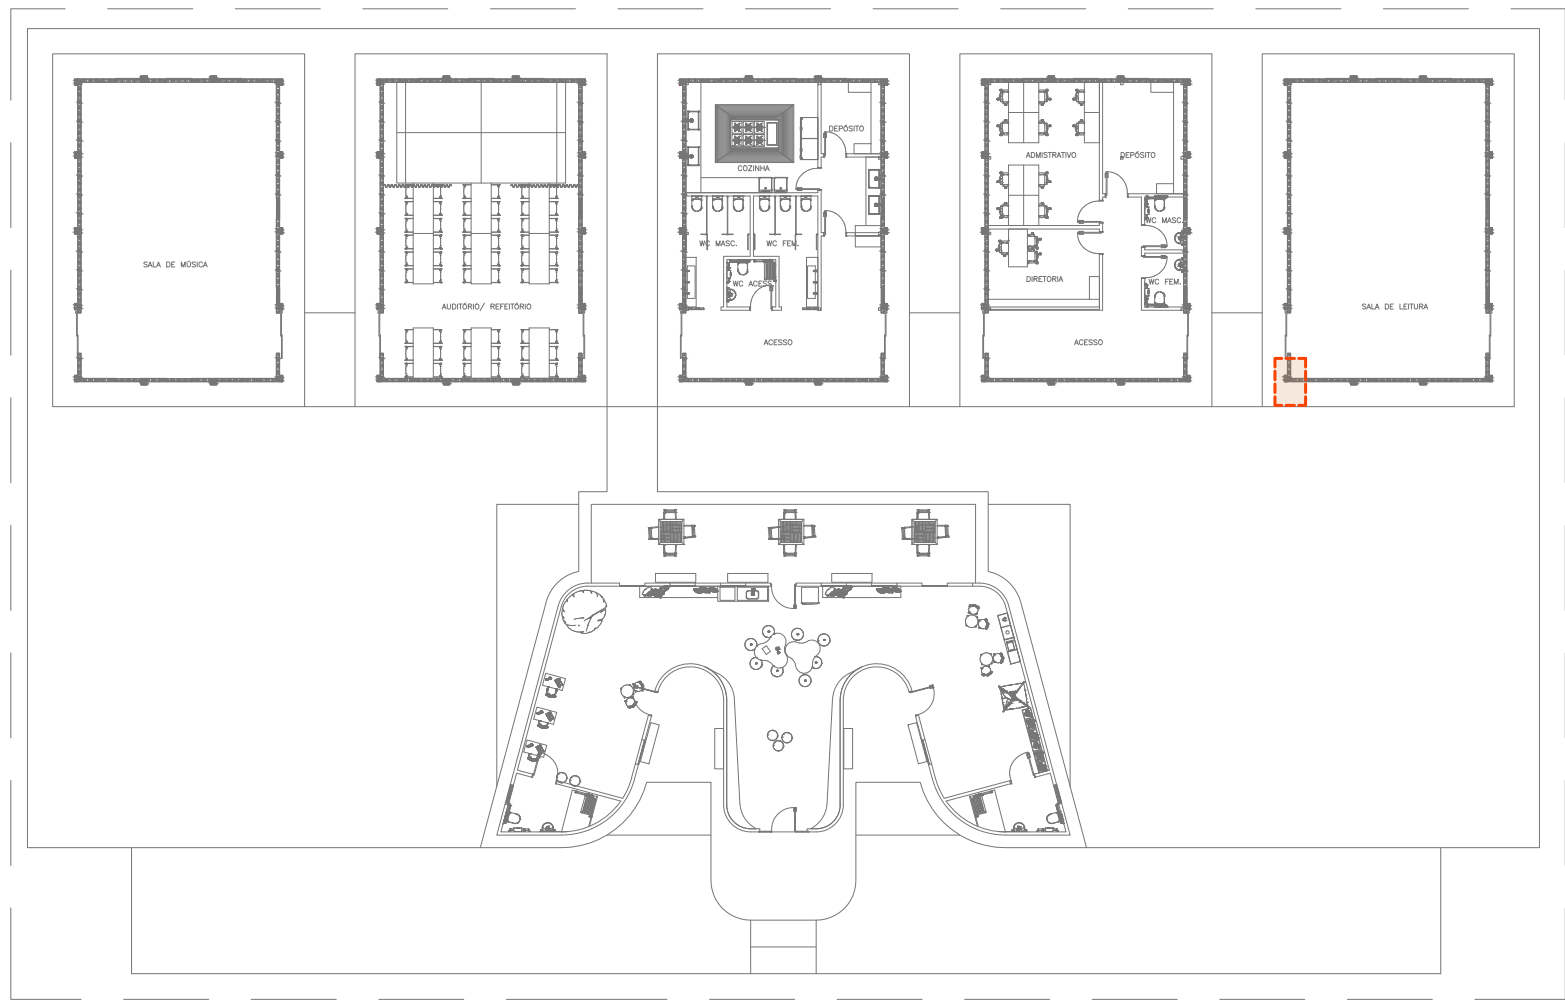 DEPÓSITO
COZINHA
ADMISTRATIVO
DEPÓSITO
WC MASC.
WC MASC.
WC FEM.
SALA DE MÚSICA
WC ACESS
DIRETORIA
WC FEM.
AUDITÓRIO/ REFEITÓRIO
SALA DE LEITURA
ACESSO
ACESSO